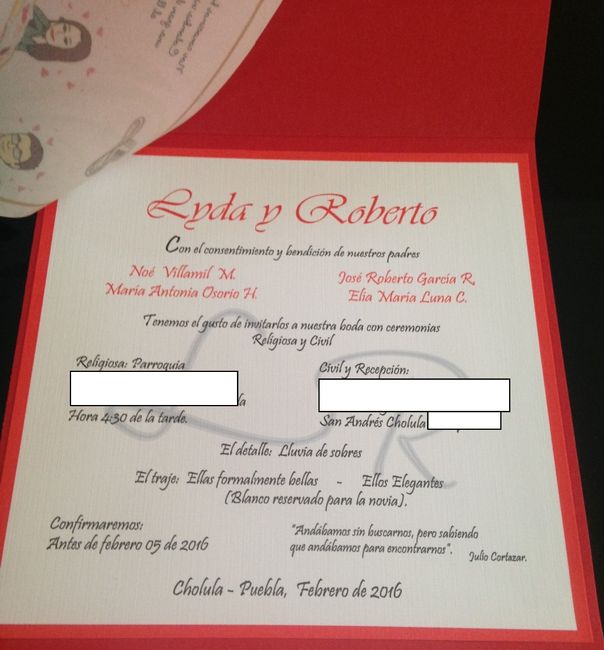 Lyda y Roberto
Con el consentimiento y bendición de nuestros padres
Noé Villamil M.
María Antonia Osorio H.
José Roberto García R.
Elia María Luna C.
Tenemos el gusto de invitarlos a nuestra boda con ceremonias
Religiosa y Civil
Religiosa: Parroquia
Hora 4:30 de la tarde.
Civil y Recepción:
San Andrés Cholula
El detalle: Lluvia de sobres
El traje: Ellas formalmente bellas - Ellos Elegantes
(Blanco reservado para la novia).
Confirmaremos:
Antes de febrero 05 de 2016
"Andábamos sin buscarnos, pero sabiendo
que andábamos para encontrarnos".
Julio Cortazar.
Cholula - Puebla, Febrero de 2016
LR